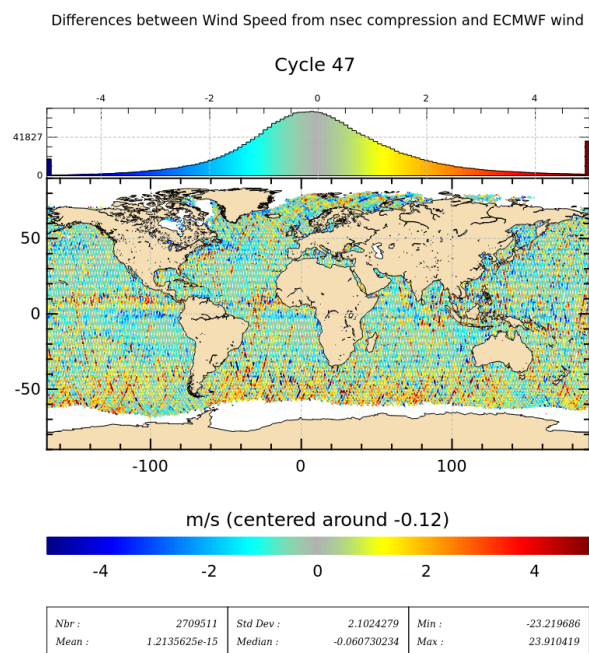 Differences between Wind Speed from nsec compression and ECMWF wind
Cycle 47
-4 -2 0 2 4
41827
0
50
0
-50
-100 0 100
m/s (centered around -0.12)
-4 -2 0 2 4
Nbr : 2709511 Std Dev : 2.1024279 Min : -23.219686
Mean : 1.2135625e-15 Median : -0.060730234 Max : 23.910419